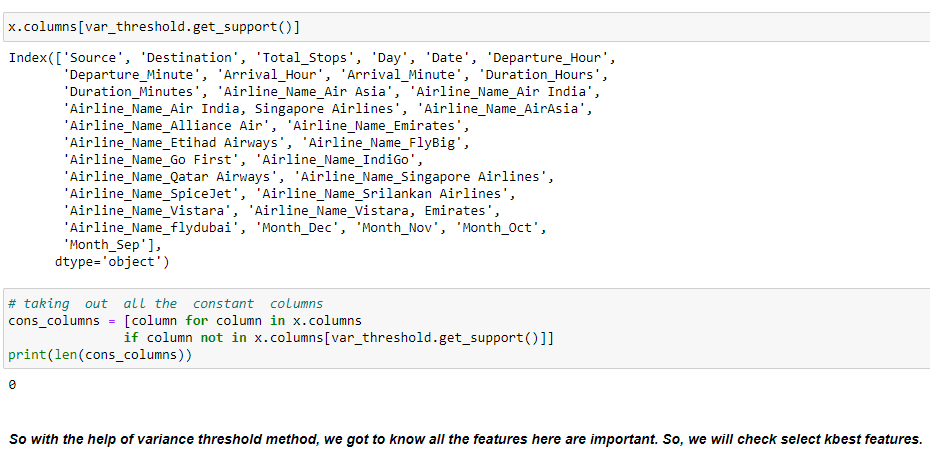 x.columns[var_threshold.get_support()]
Index(['Source', 'Destination', 'Total_Stops', 'Day', 'Date', 'Departure_Hour',
'Departure_Minute', 'Arrival_Hour', 'Arrival_Minute', 'Duration_Hours',
'Duration_Minutes', 'Airline_Name_Air Asia', 'Airline_Name_Air India',
'Airline_Name_Air India, Singapore Airlines', 'Airline_Name_AirAsia',
'Airline_Name_Alliance Air', 'Airline_Name_Emirates',
'Airline_Name_Etihad Airways', 'Airline_Name_FlyBig',
'Airline_Name_Go First', 'Airline_Name_IndiGo',
'Airline_Name_Qatar Airways', 'Airline_Name_Singapore Airlines',
'Airline_Name_SpiceJet', 'Airline_Name_Srilankan Airlines',
'Airline_Name_Vistara', 'Airline_Name_Vistara, Emirates',
'Airline_Name_flydubai', 'Month_Dec', 'Month_Nov', 'Month_Oct',
'Month_Sep'],
dtype='object')
# taking out all the constant columns
cons_columns = [column for column in x.columns
if column not in x.columns[var_threshold.get_support()]]
print(len(cons_columns))
0
So with the help of variance threshold method, we got to know all the features here are important. So, we will check select kbest features.